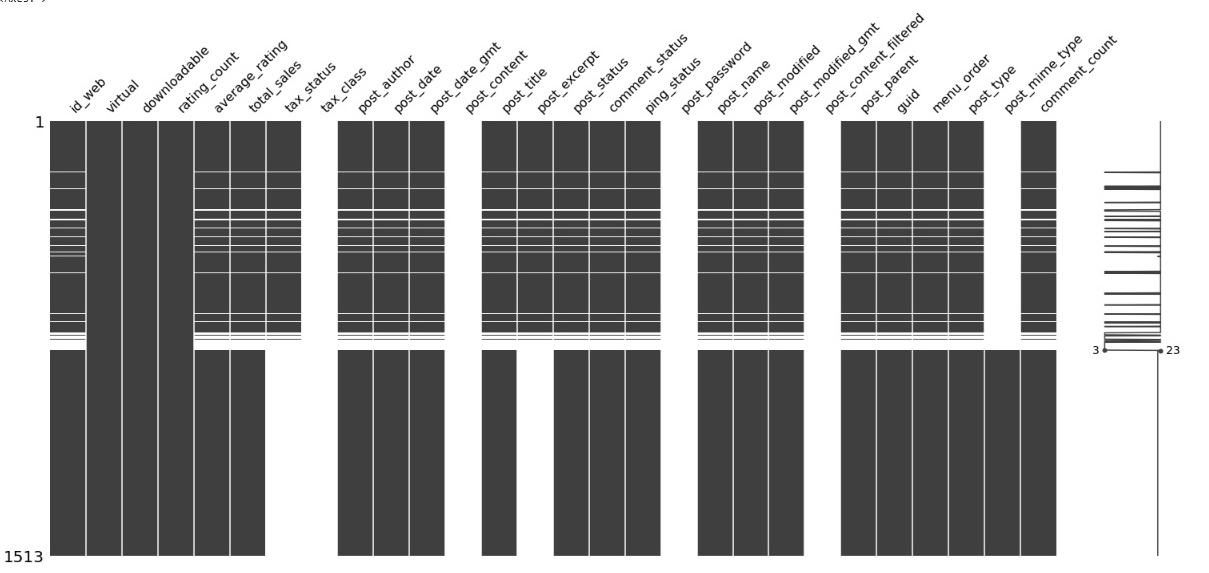 id_web
virtual
downloadable
rating_count
average_rating
total_sales
tax_status
tax_class
post_author
post_date
post_date_gmt
post_content
post_title
post_excerpt
post_status
comment_status
ping_status
post_password
post_name
post_modified
post_modified_gmt
post_content_filtered
post_parent
guid
menu_order
post_type
post_mime_type
comment_count
1
3
23
1513